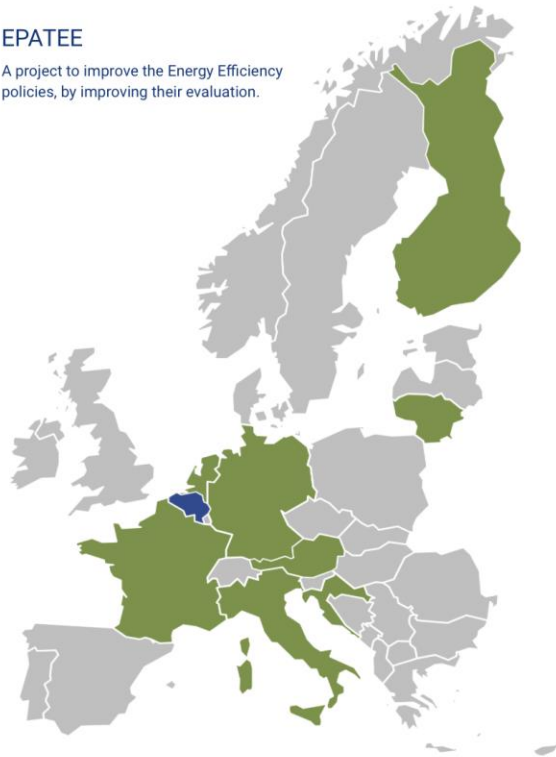 EPATEE
A project to improve the Energy Efficiency
policies, by improving their evaluation.